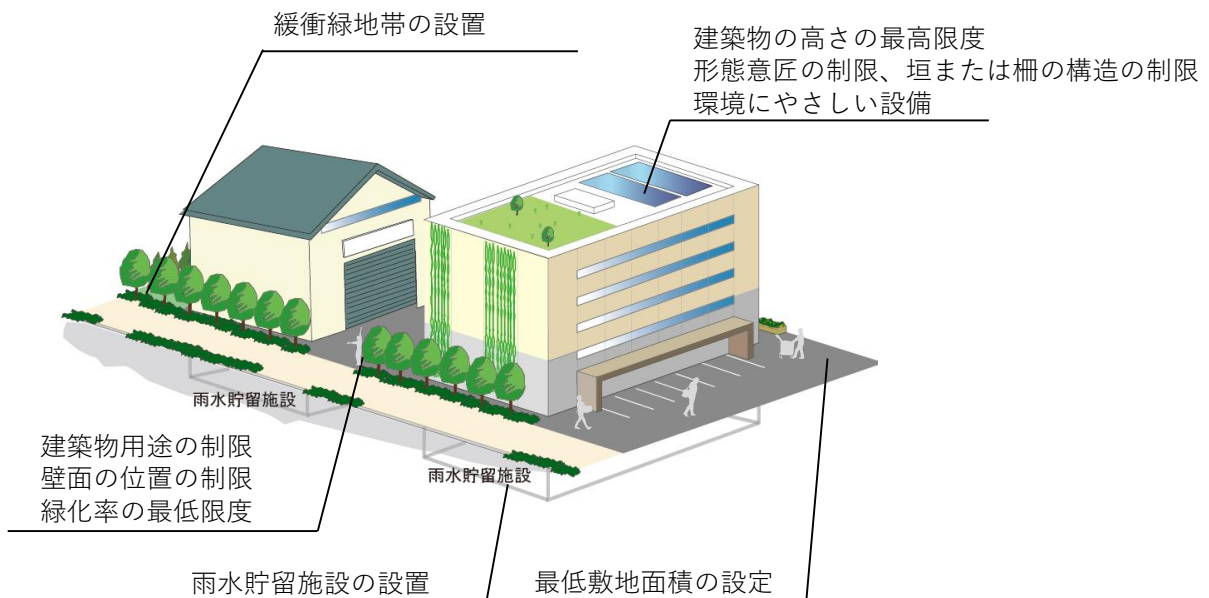 緩衝緑地帯の設置
建築物の高さの最高限度
形態意匠の制限、垣または柵の構造の制限
環境にやさしい設備
雨水貯留施設
建築物用途の制限
壁面の位置の制限
緑化率の最低限度
雨水貯留施設
雨水貯留施設の設置
最低敷地面積の設定